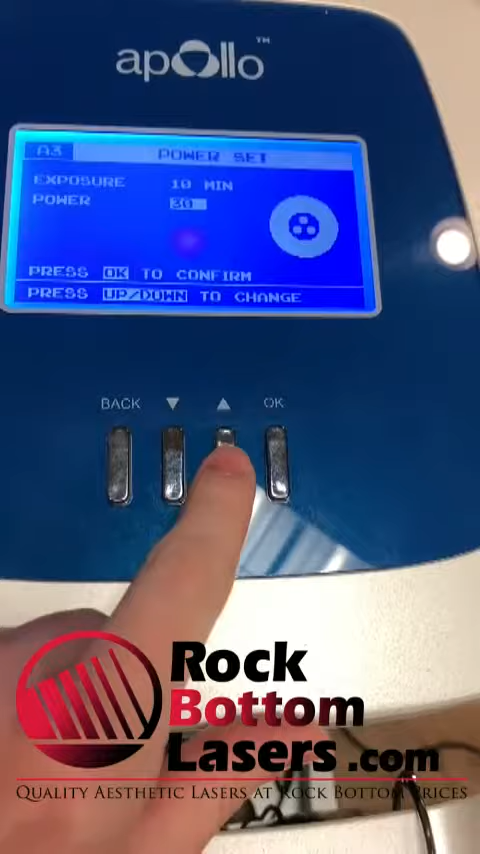 apollo™
A3 POWER SET
EXPOSURE 10 MIN
POWER 30
PRESS OK TO CONFIRM
PRESS UP/DOWN TO CHANGE
BACK ▼ ▲ OK
Rock
Bottom
Lasers.com
QUALITY AESTHETIC LASERS AT ROCK BOTTOM PRICES